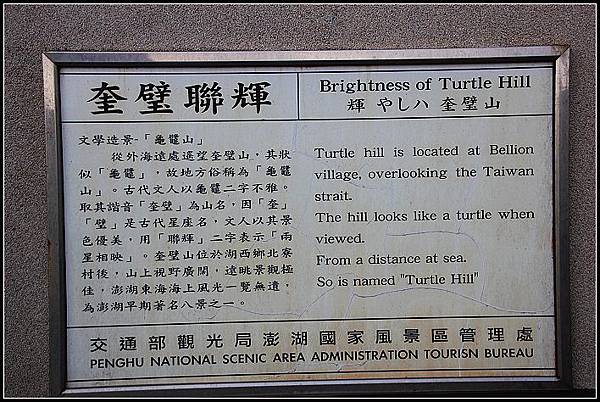 奎壁聯輝
Brightness of Turtle Hill
輝 やしハ 奎璧山
文學造景-「龜鼊山」
從外海遠處遙望奎璧山，其狀
似「龜鼊」，故地方俗稱為「龜鼊
山」。古代文人以龜鼊二字不雅。
取其諧音「奎璧」為山名，因「奎」
「璧」是古代星座名，文人以其景
色優美，用「聯輝」二字表示「兩
星相映」。奎璧山位於湖西鄉北寮
村後，山上視野廣闊，遠眺景觀極
佳，澎湖東海海上風光一覽無遺，
為澎湖早期著名八景之一。
Turtle hill is located at Bellion
village, overlooking the Taiwan
strait.
The hill looks like a turtle when
viewed.
From a distance at sea.
So is named "Turtle Hill"
交通部觀光局澎湖國家風景區管理處
PENGHU NATIONAL SCENIC AREA ADMINISTRATION TOURISN BUREAU